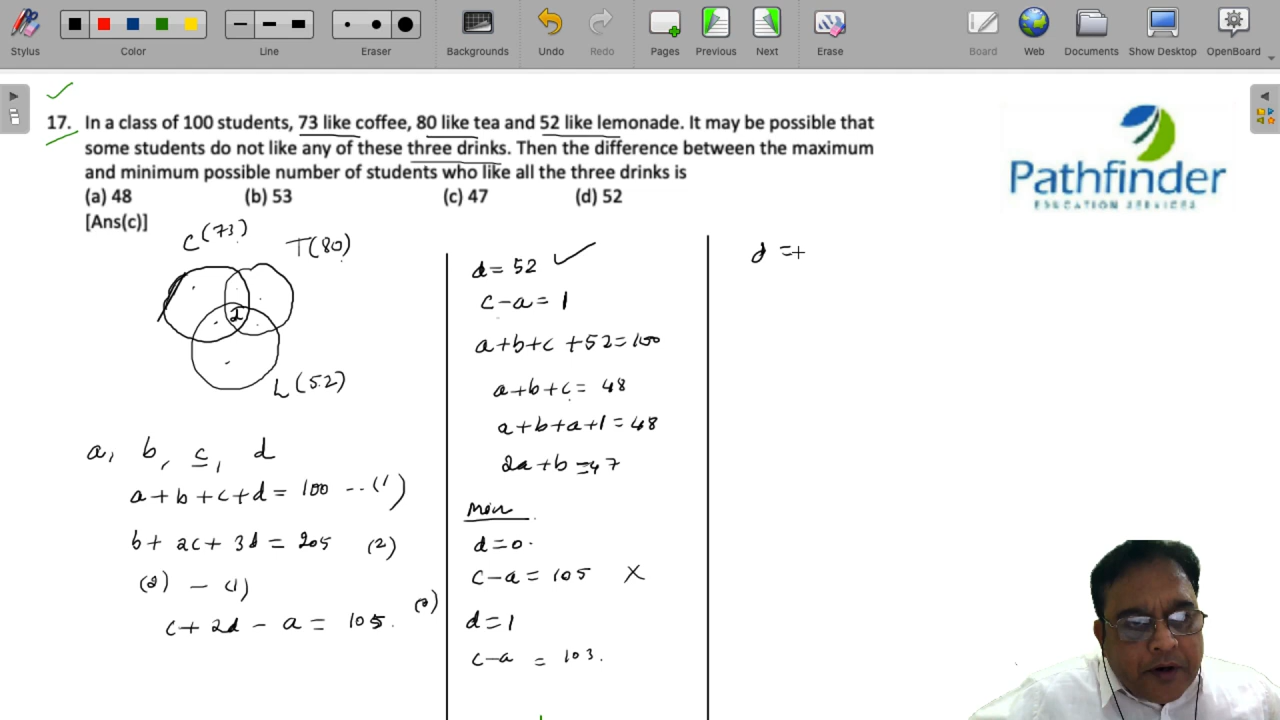 Stylus
Color
Line
Eraser
Backgrounds
Undo
Redo
Pages
Previous
Next
Erase
Board
Web
Documents
Show Desktop
OpenBoard
17. In a class of 100 students, 73 like coffee, 80 like tea and 52 like lemonade. It may be possible that
some students do not like any of these three drinks. Then the difference between the maximum
and minimum possible number of students who like all the three drinks is
(a) 48 (b) 53 (c) 47 (d) 52
[Ans(c)]
Pathfinder
EDUCATION SERVICES
C(73)
T(80)
L(52)
a, b, c, d
a+b+c+d = 100 --(1)
b+2c+3d = 205 (2)
(2) - (1)
c+2d-a = 105. (3)
d=52 ✓
c-a=1
a+b+c+52=100
a+b+c=48
a+b+a+1=48
2a+b=47
Min
d=0.
c-a=105 X
d=1
c-a = 103.
d =